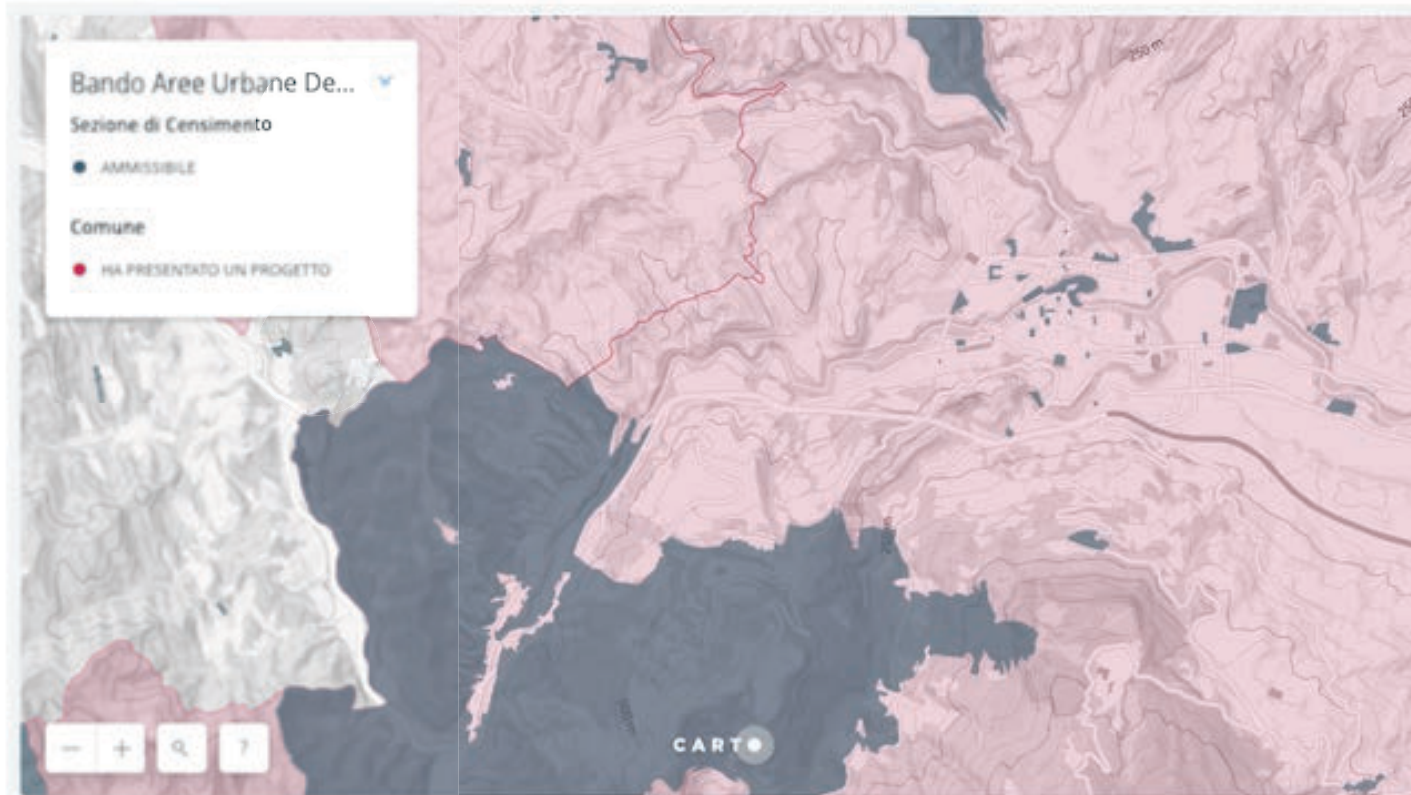 Bando Aree Urbane De...
Sezione di Censimento
AMMISSIBILE
Comune
HA PRESENTATO UN PROGETTO
250 m
CARTO
?